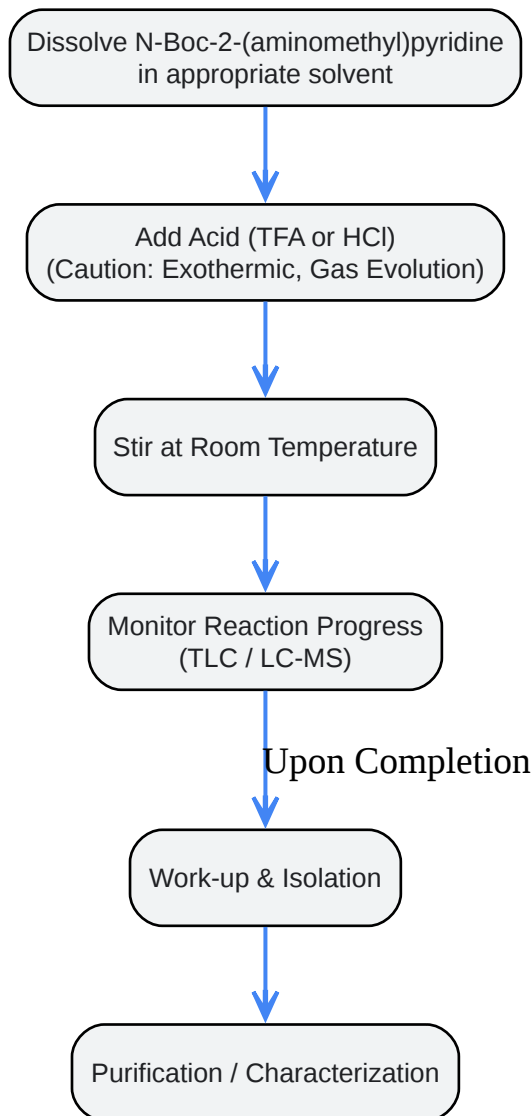 Dissolve N-Boc-2-(aminomethyl)pyridine
in appropriate solvent
Add Acid (TFA or HCl)
(Caution: Exothermic, Gas Evolution)
Stir at Room Temperature
Monitor Reaction Progress
(TLC / LC-MS)
Upon Completion
Work-up & Isolation
Purification / Characterization